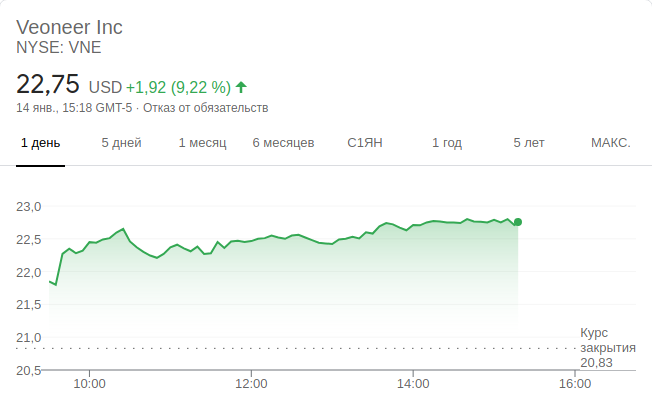 Veoneer Inc
NYSE: VNE
22,75 USD +1,92 (9,22 %)
14 янв., 15:18 GMT-5 · Отказ от обязательств
1 день 5 дней 1 месяц 6 месяцев С1ЯН 1 год 5 лет МАКС.
23,0
22,5
22,0
21,5
21,0
Курс
закрытия
20,83
20,5
10:00 12:00 14:00 16:00